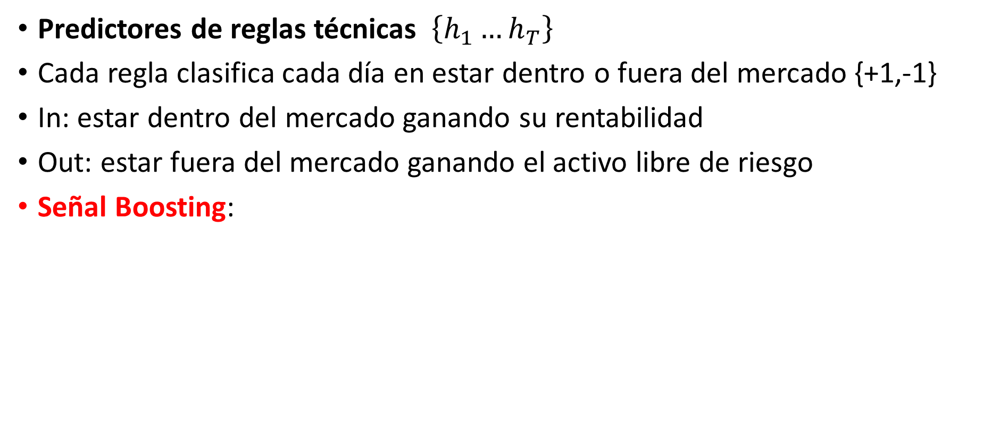 • Predictores de reglas técnicas {h₁ … h_T}
• Cada regla clasifica cada día en estar dentro o fuera del mercado {+1,-1}
• In: estar dentro del mercado ganando su rentabilidad
• Out: estar fuera del mercado ganando el activo libre de riesgo
• Señal Boosting: